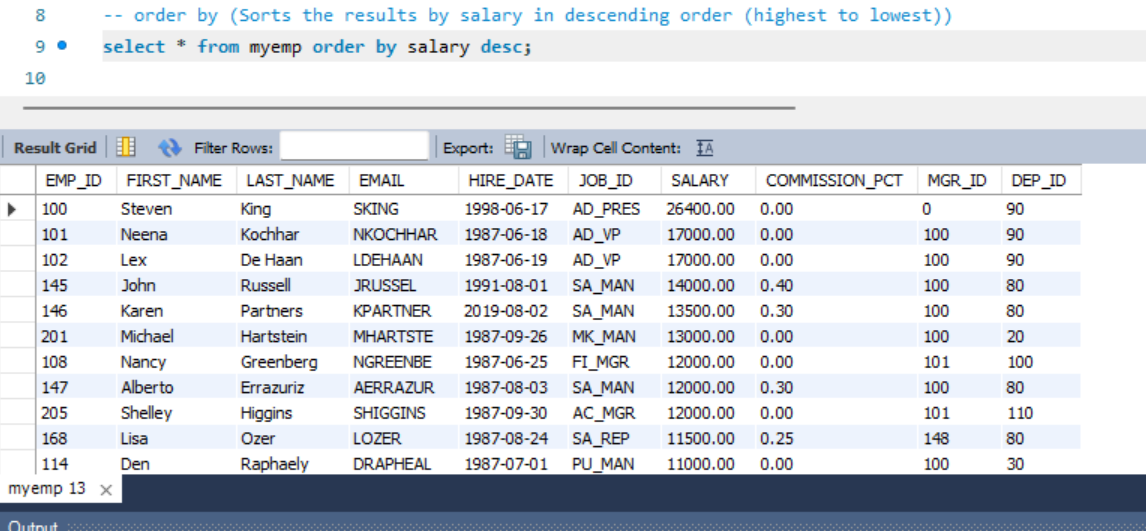 8 -- order by (Sorts the results by salary in descending order (highest to lowest))
9 select * from myemp order by salary desc;
10
Result Grid Filter Rows: Export: Wrap Cell Content:
EMP_ID FIRST_NAME LAST_NAME EMAIL HIRE_DATE JOB_ID SALARY COMMISSION_PCT MGR_ID DEP_ID
100 Steven King SKING 1998-06-17 AD_PRES 26400.00 0.00 0 90
101 Neena Kochhar NKOCHHAR 1987-06-18 AD_VP 17000.00 0.00 100 90
102 Lex De Haan LDEHAAN 1987-06-19 AD_VP 17000.00 0.00 100 90
145 John Russell JRUSSEL 1991-08-01 SA_MAN 14000.00 0.40 100 80
146 Karen Partners KPARTNER 2019-08-02 SA_MAN 13500.00 0.30 100 80
201 Michael Hartstein MHARTSTE 1987-09-26 MK_MAN 13000.00 0.00 100 20
108 Nancy Greenberg NGREENBE 1987-06-25 FI_MGR 12000.00 0.00 101 100
147 Alberto Errazuriz AERRAZUR 1987-08-03 SA_MAN 12000.00 0.30 100 80
205 Shelley Higgins SHIGGINS 1987-09-30 AC_MGR 12000.00 0.00 101 110
168 Lisa Ozer LOZER 1987-08-24 SA_REP 11500.00 0.25 148 80
114 Den Raphaely DRAPHEAL 1987-07-01 PU_MAN 11000.00 0.00 100 30
myemp 13
Output